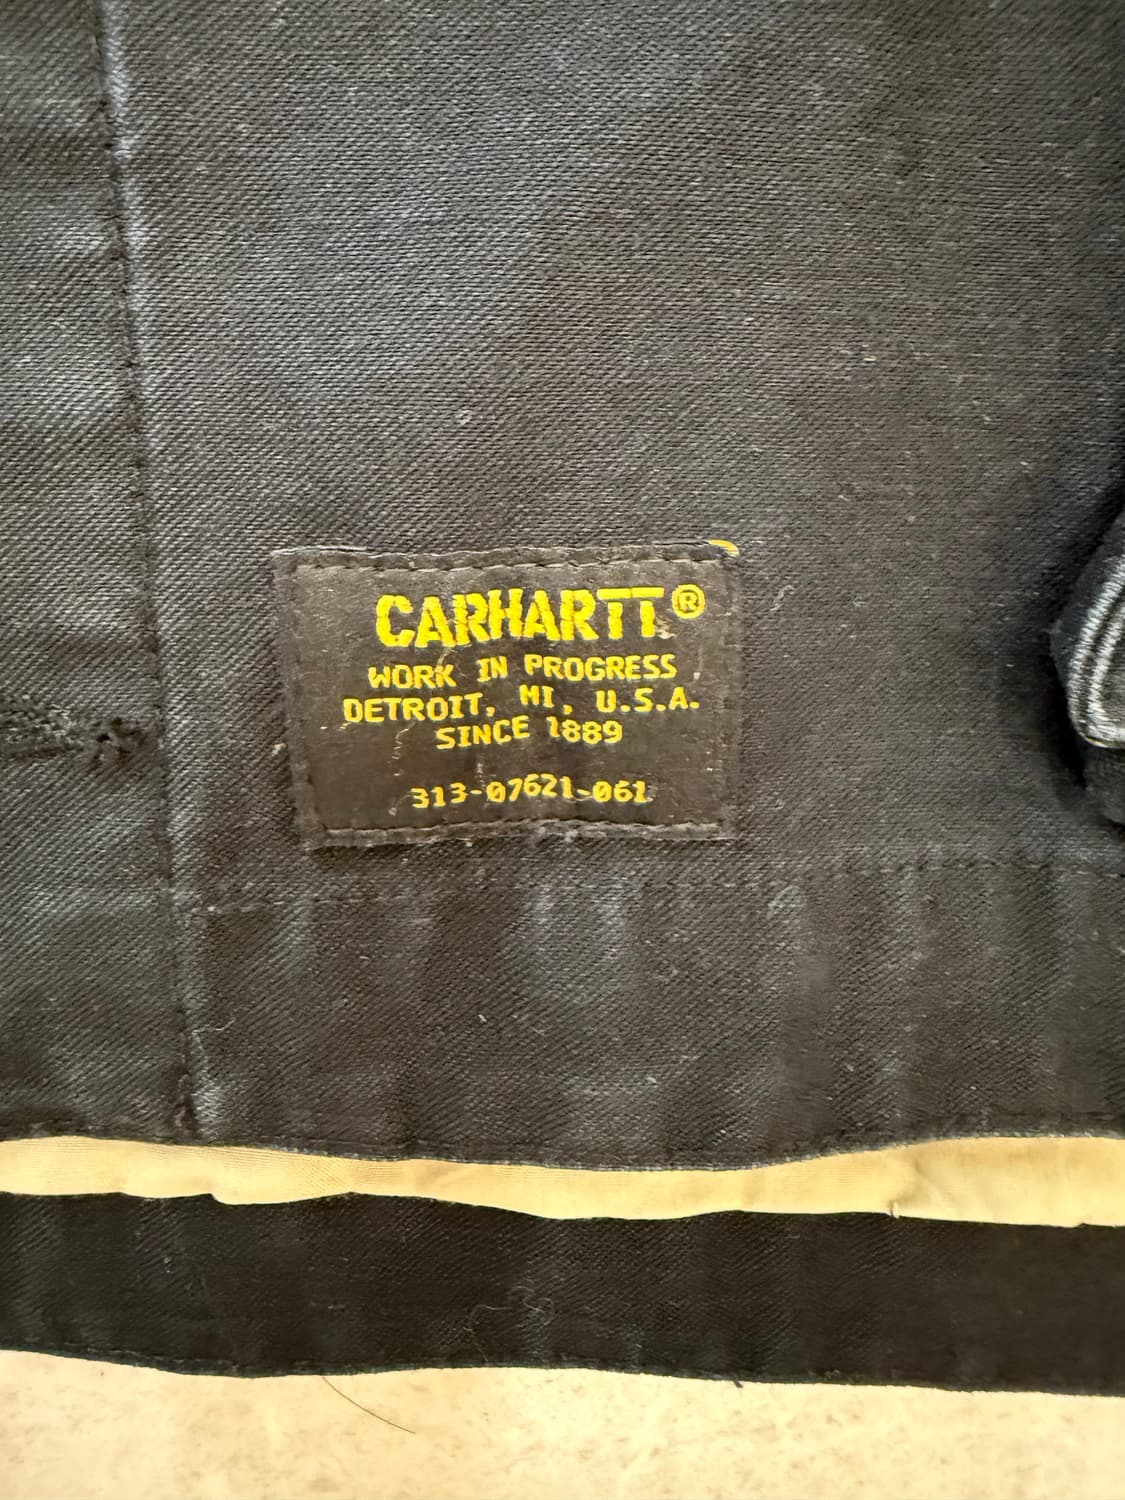 CARHARTT®
WORK IN PROGRESS
DETROIT, MI, U.S.A.
SINCE 1889
313-07621-061